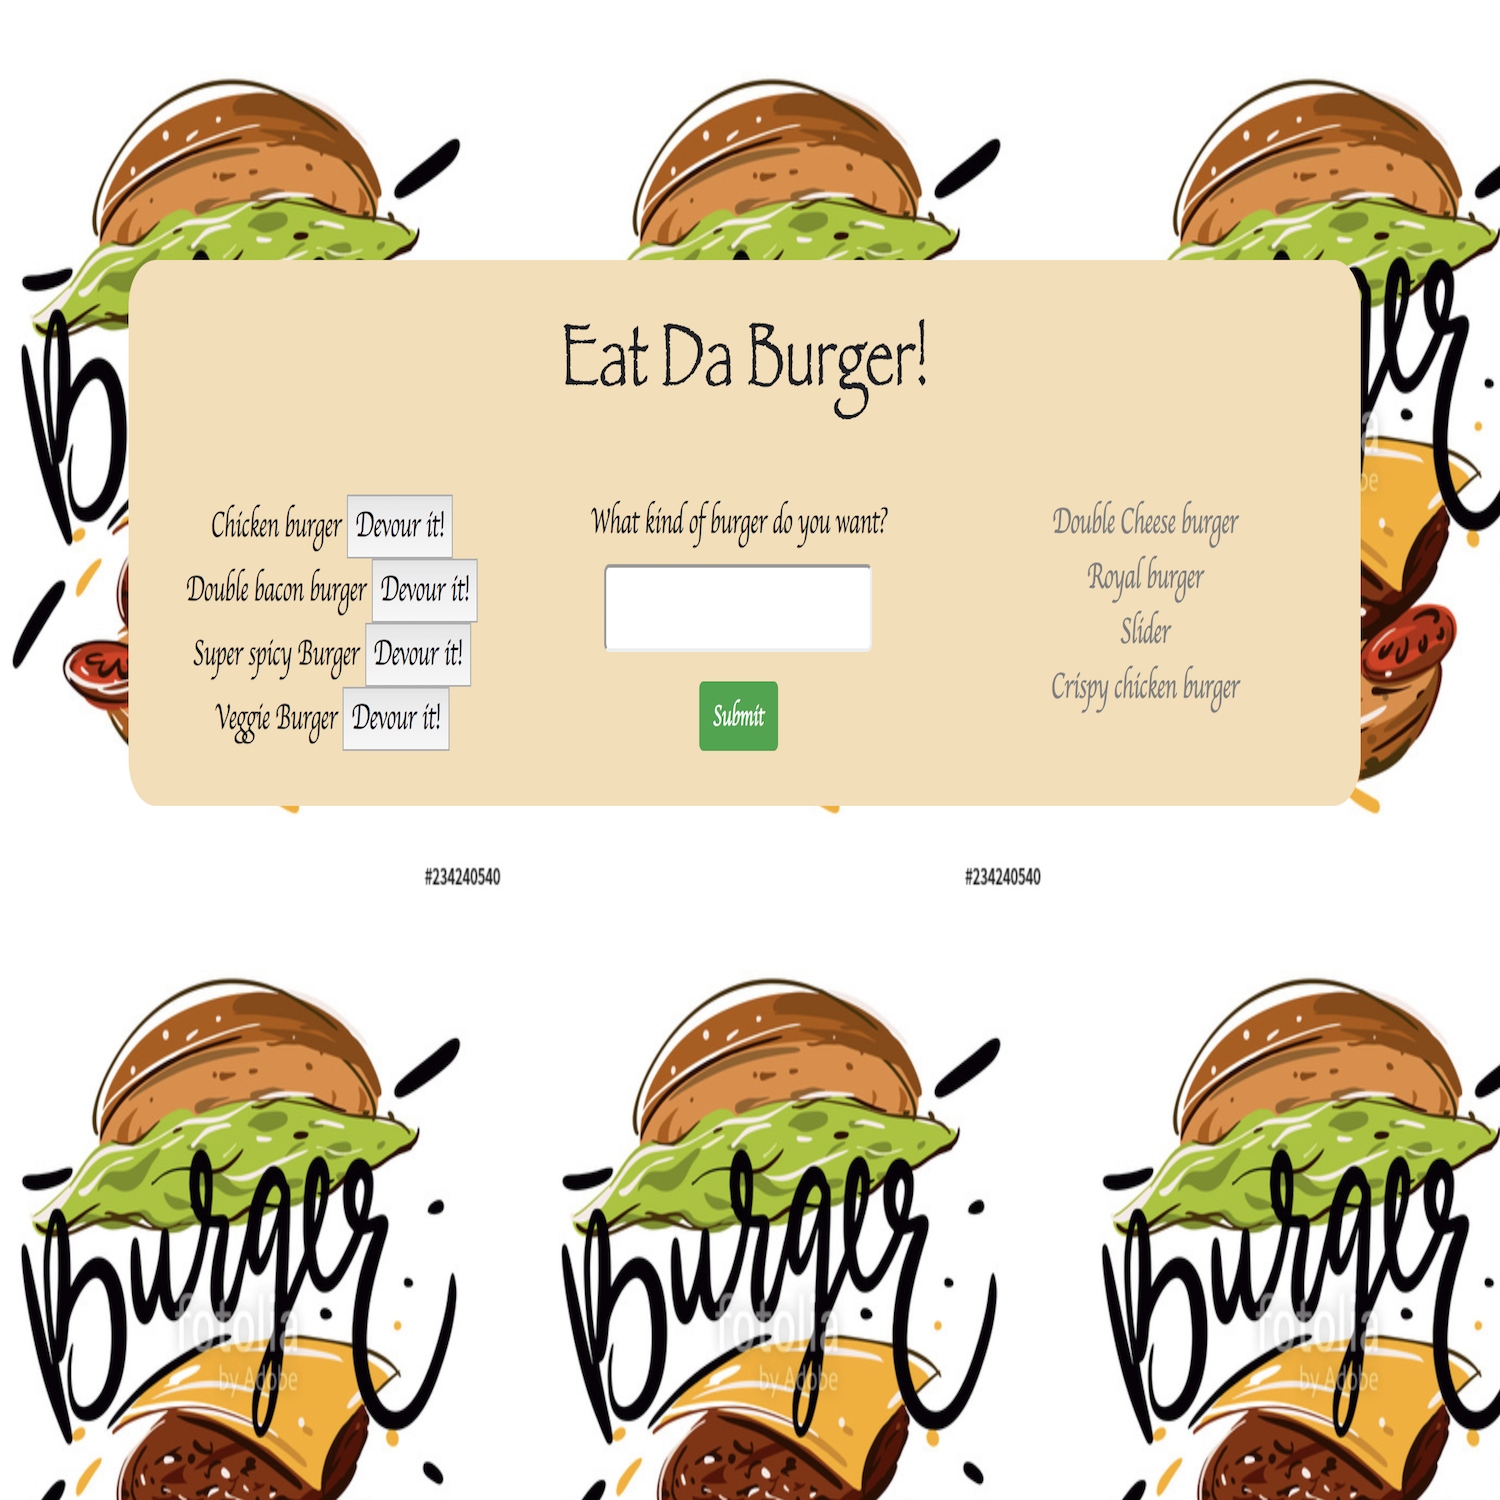 Eat Da Burger!
Chicken burger Devour it!
Double bacon burger Devour it!
Super spicy Burger Devour it!
Veggie Burger Devour it!
What kind of burger do you want?
Submit
Double Cheese burger
Royal burger
Slider
Crispy chicken burger
#234240540
#234240540
Burger
fotolia
by Adobe
Burger
fotolia
by Adobe
Burger
fotolia
by Adobe